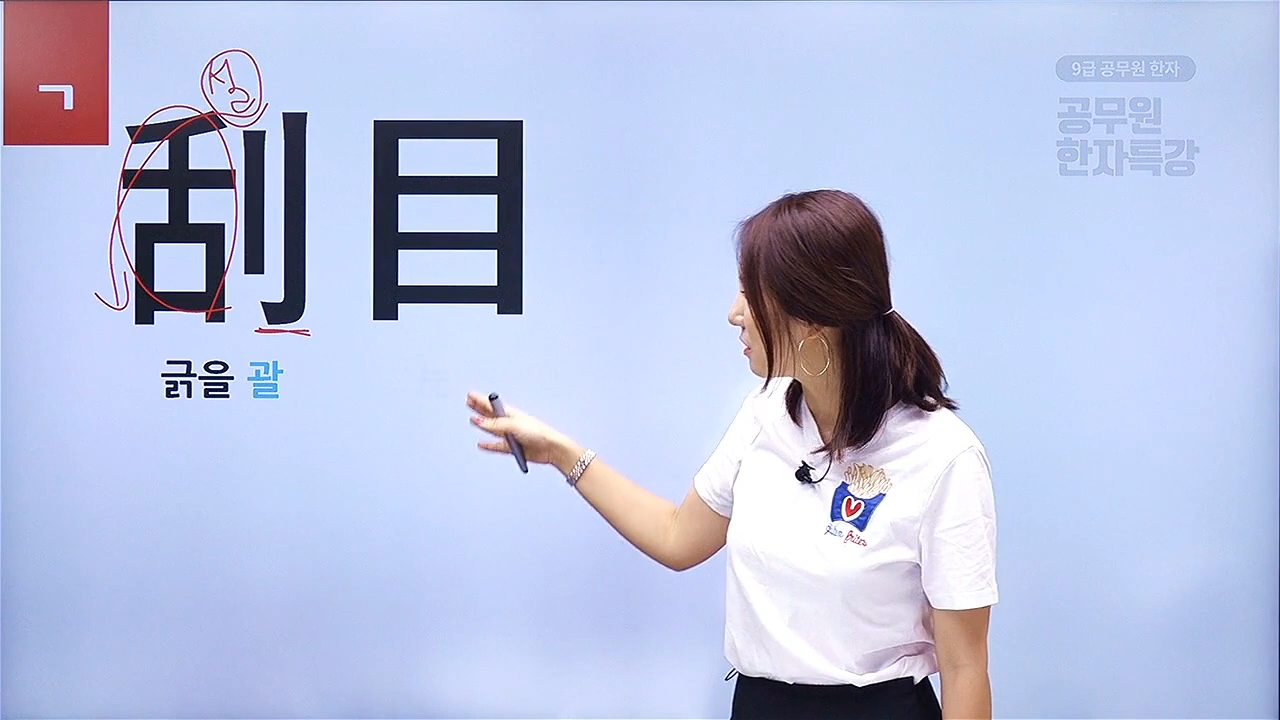 ㄱ
설
刮目
긁을 괄
9급 공무원 한자
공무원
한자특강